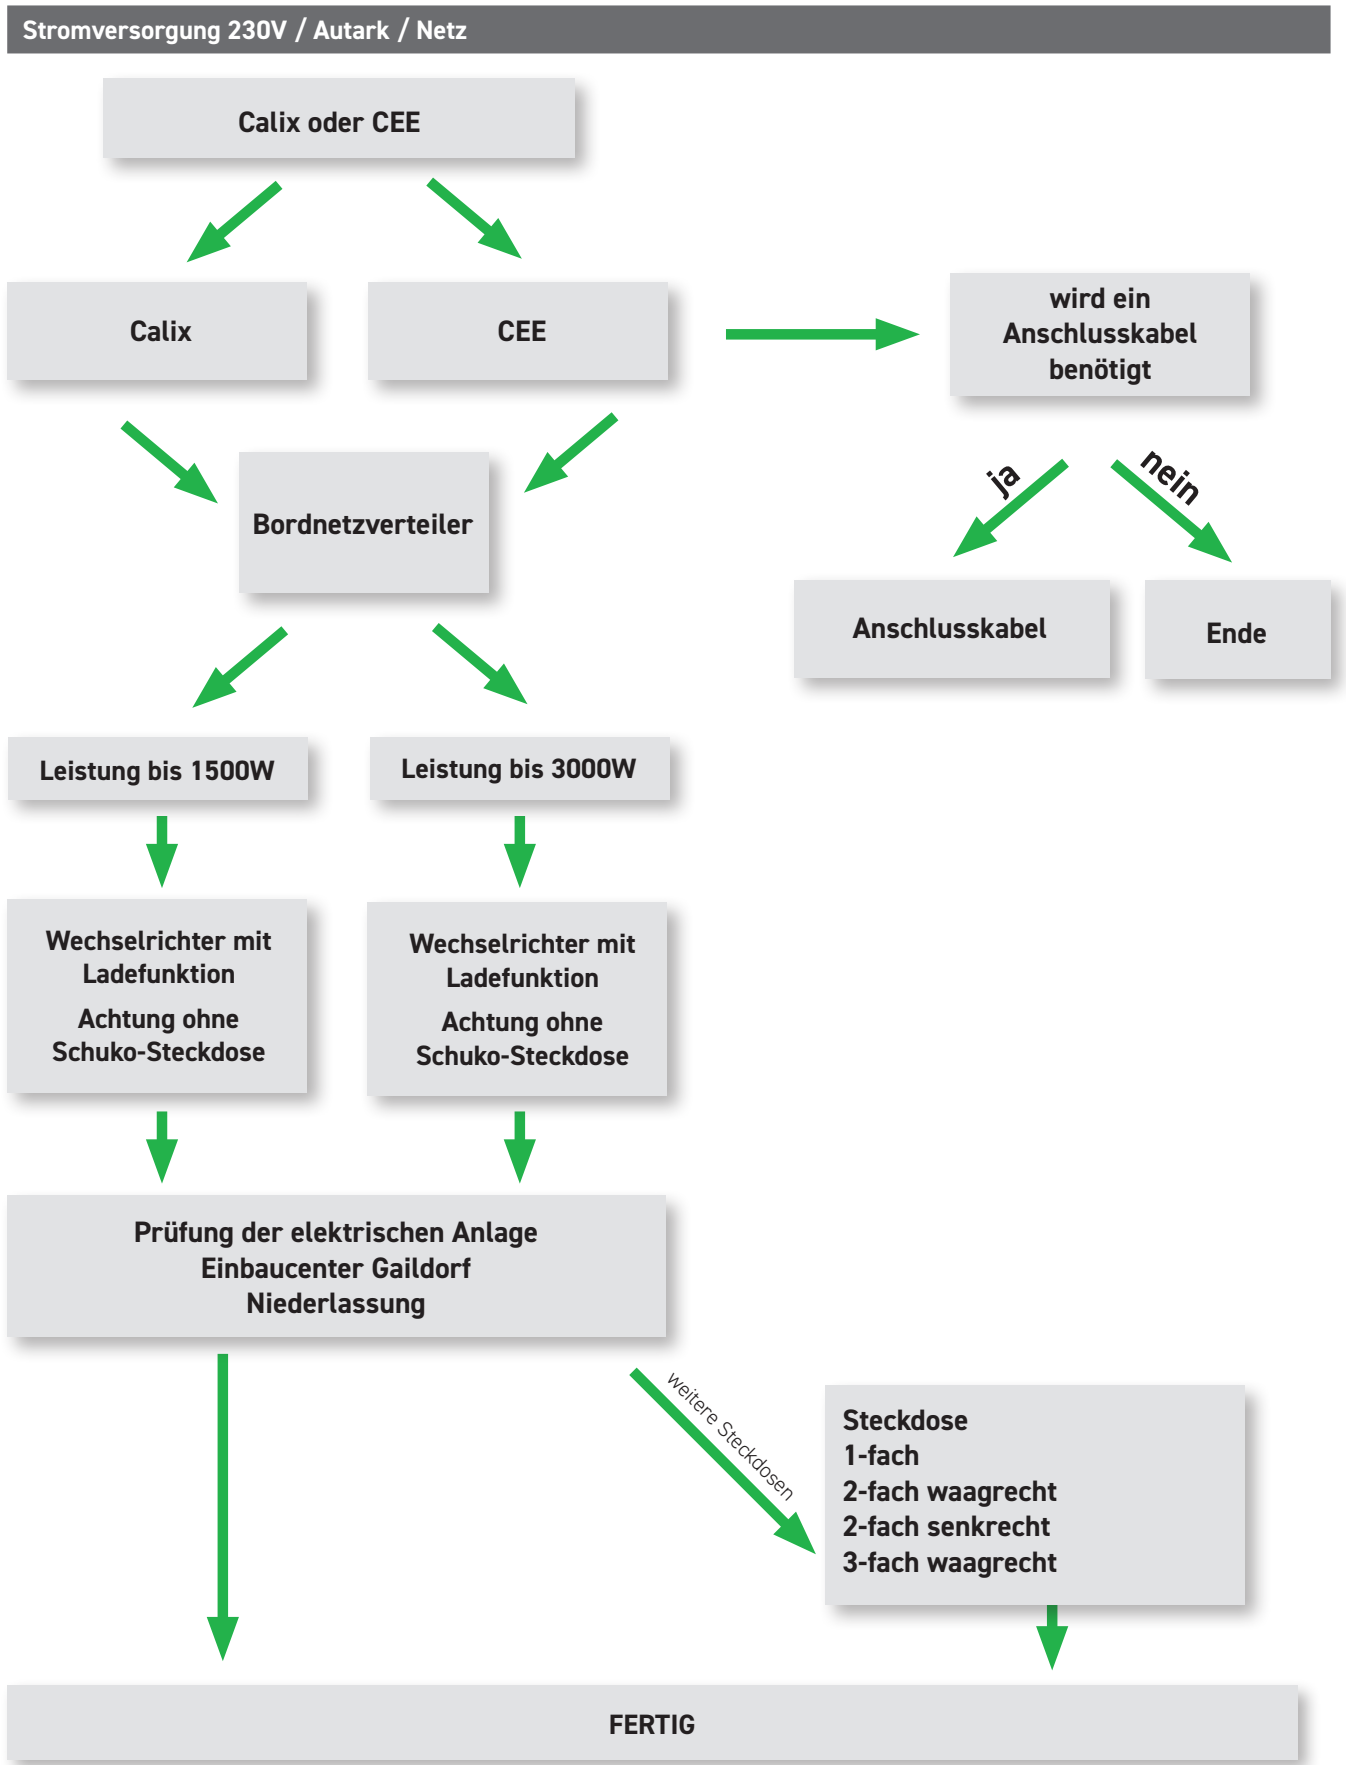 Stromversorgung 230V / Autark / Netz
Calix oder CEE
Calix
CEE
wird ein
Anschlusskabel
benötigt
ja
nein
Bordnetzverteiler
Anschlusskabel
Ende
Leistung bis 1500W
Leistung bis 3000W
Wechselrichter mit
Ladefunktion
Achtung ohne
Schuko-Steckdose
Wechselrichter mit
Ladefunktion
Achtung ohne
Schuko-Steckdose
Prüfung der elektrischen Anlage
Einbaucenter Gaildorf
Niederlassung
weitere Steckdosen
Steckdose
1-fach
2-fach waagrecht
2-fach senkrecht
3-fach waagrecht
FERTIG